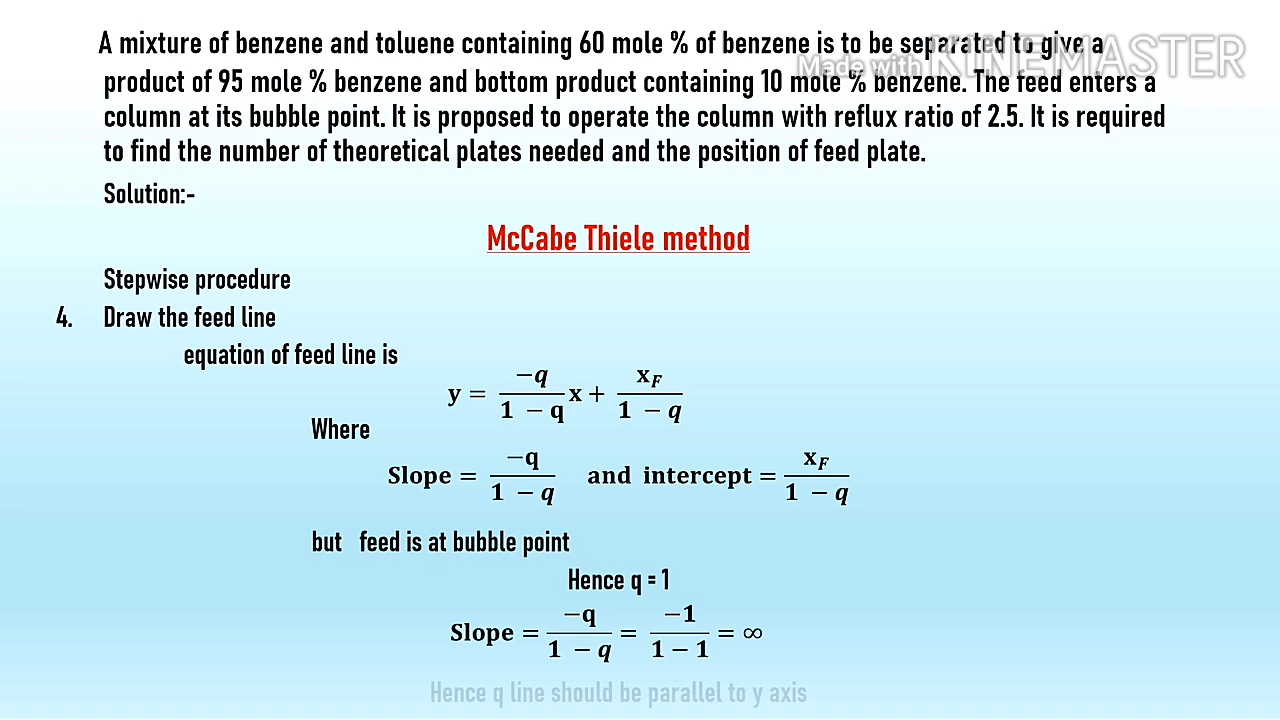 A mixture of benzene and toluene containing 60 mole % of benzene is to be separated to give a
Made with KINEMASTER
product of 95 mole % benzene and bottom product containing 10 mole % benzene. The feed enters a
column at its bubble point. It is proposed to operate the column with reflux ratio of 2.5. It is required
to find the number of theoretical plates needed and the position of feed plate.
Solution:-
McCabe Thiele method
Stepwise procedure
4. Draw the feed line
equation of feed line is
y = −q/(1 − q) x + x_F/(1 − q)
Where
Slope = −q/(1 − q) and intercept = x_F/(1 − q)
but feed is at bubble point
Hence q = 1
Slope = −q/(1 − q) = −1/(1 − 1) = ∞
Hence q line should be parallel to y axis